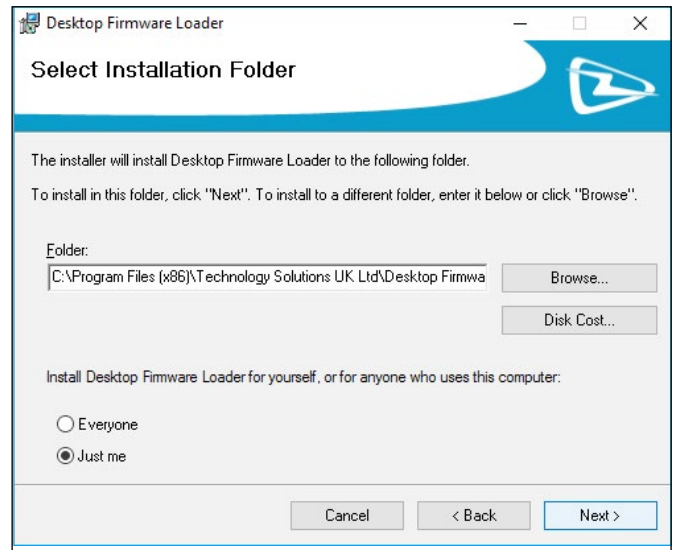 Desktop Firmware Loader
Select Installation Folder
The installer will install Desktop Firmware Loader to the following folder.
To install in this folder, click "Next". To install to a different folder, enter it below or click "Browse".
Folder:
C:\Program Files (x86)\Technology Solutions UK Ltd\Desktop Firmwa
Browse...
Disk Cost...
Install Desktop Firmware Loader for yourself, or for anyone who uses this computer:
Everyone
Just me
Cancel
< Back
Next >